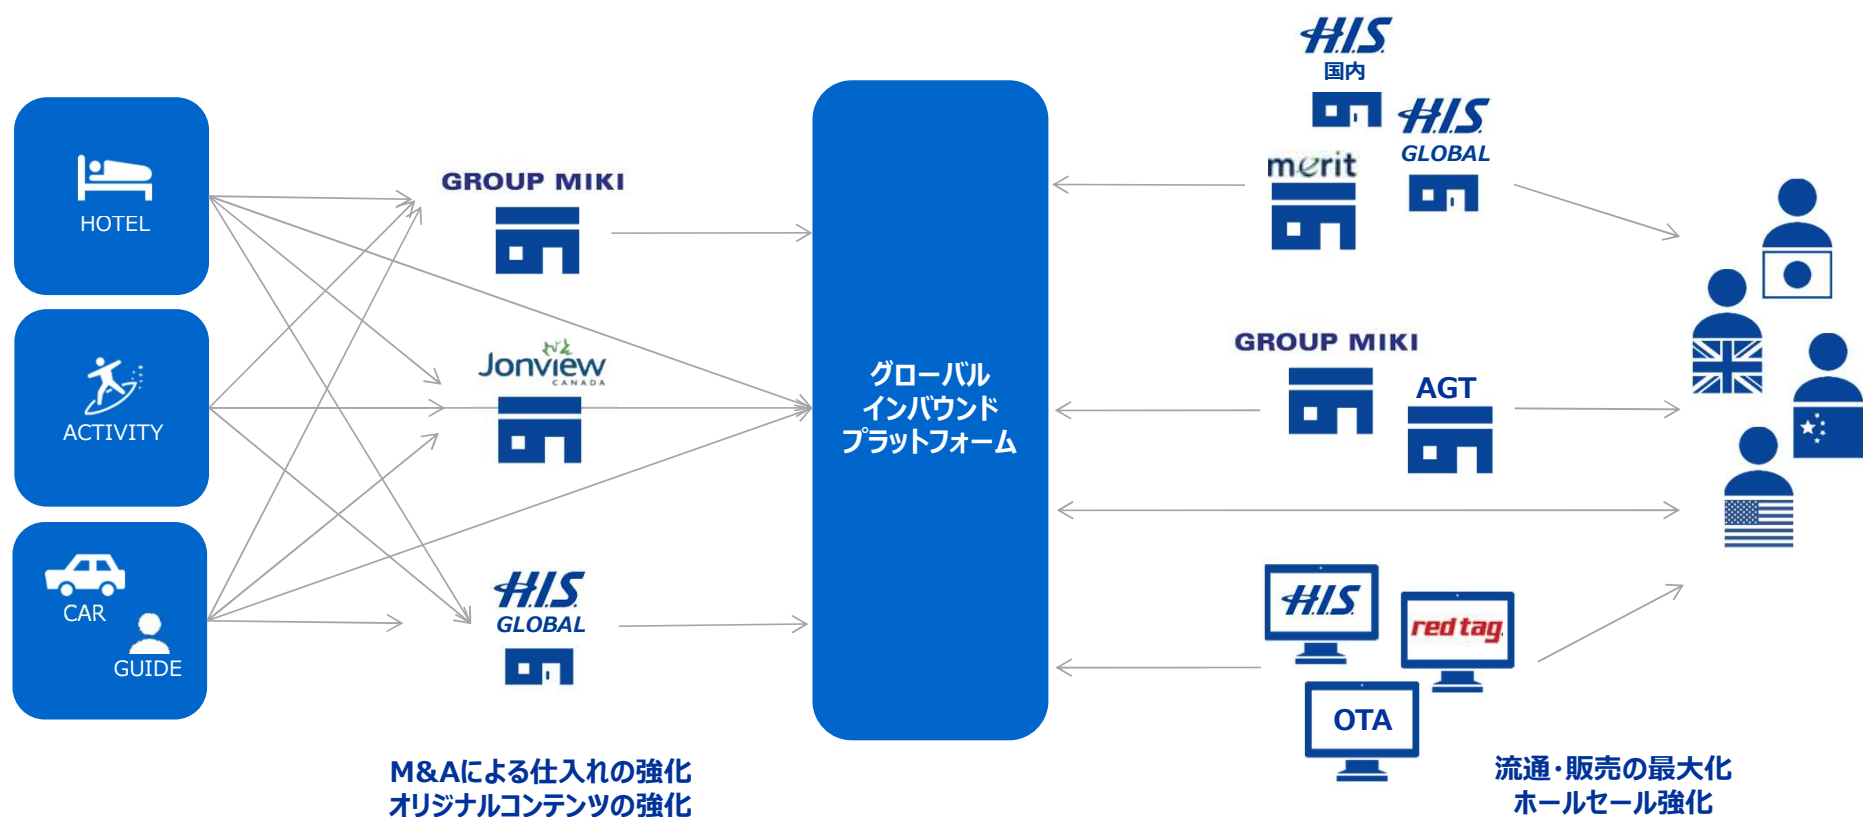 HOTEL
ACTIVITY
CAR
GUIDE
GROUP MIKI
Jonview
CANADA
H.I.S.
GLOBAL
M&Aによる仕入れの強化
オリジナルコンテンツの強化
グローバル
インバウンド
プラットフォーム
H.I.S.
国内
H.I.S.
GLOBAL
merit
GROUP MIKI
AGT
H.I.S.
red tag
OTA
流通・販売の最大化
ホールセール強化